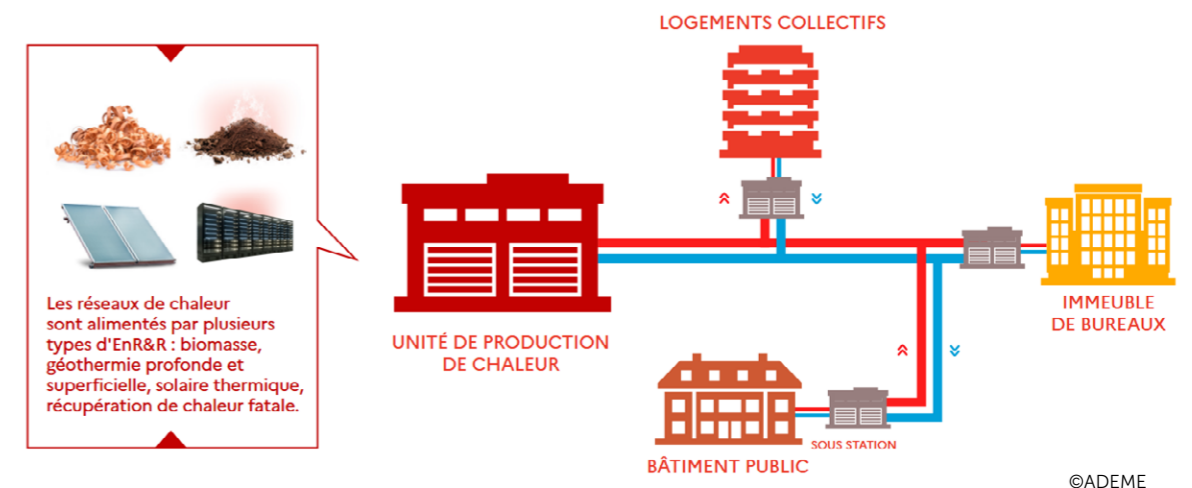 LOGEMENTS COLLECTIFS
Les réseaux de chaleur
sont alimentés par plusieurs
types d'EnR&R : biomasse,
géothermie profonde et
superficielle, solaire thermique,
récupération de chaleur fatale.
UNITÉ DE PRODUCTION
DE CHALEUR
IMMEUBLE
DE BUREAUX
SOUS STATION
BÂTIMENT PUBLIC
©ADEME